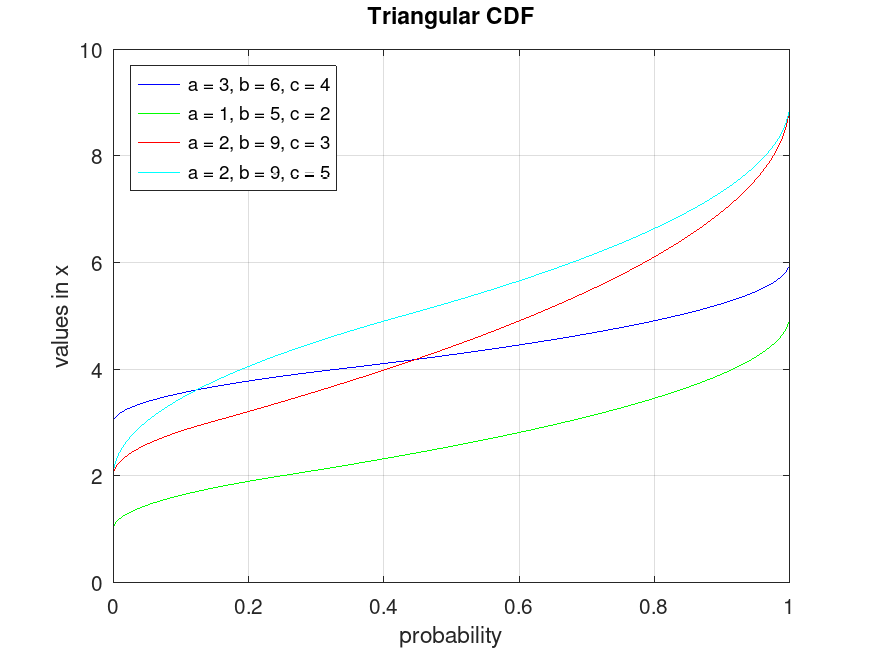 Triangular CDF
10
8
6
4
2
0
values in x
a = 3, b = 6, c = 4
a = 1, b = 5, c = 2
a = 2, b = 9, c = 3
a = 2, b = 9, c = 5
0 0.2 0.4 0.6 0.8 1
probability